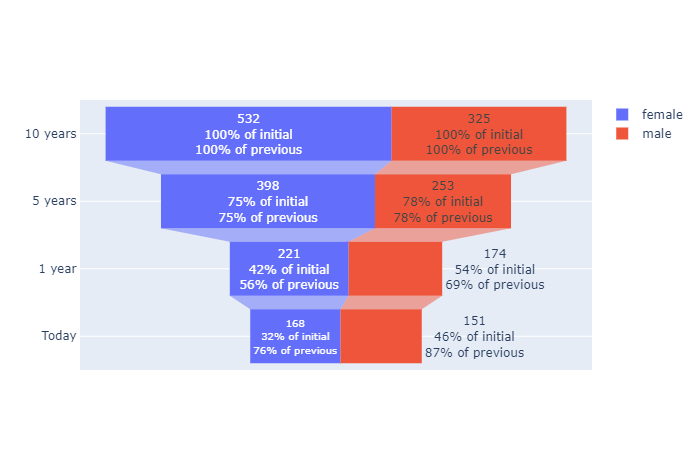 532
100% of initial
100% of previous
325
100% of initial
100% of previous
10 years
398
75% of initial
75% of previous
253
78% of initial
78% of previous
5 years
221
42% of initial
56% of previous
174
54% of initial
69% of previous
1 year
168
32% of initial
76% of previous
151
46% of initial
87% of previous
Today
female
male